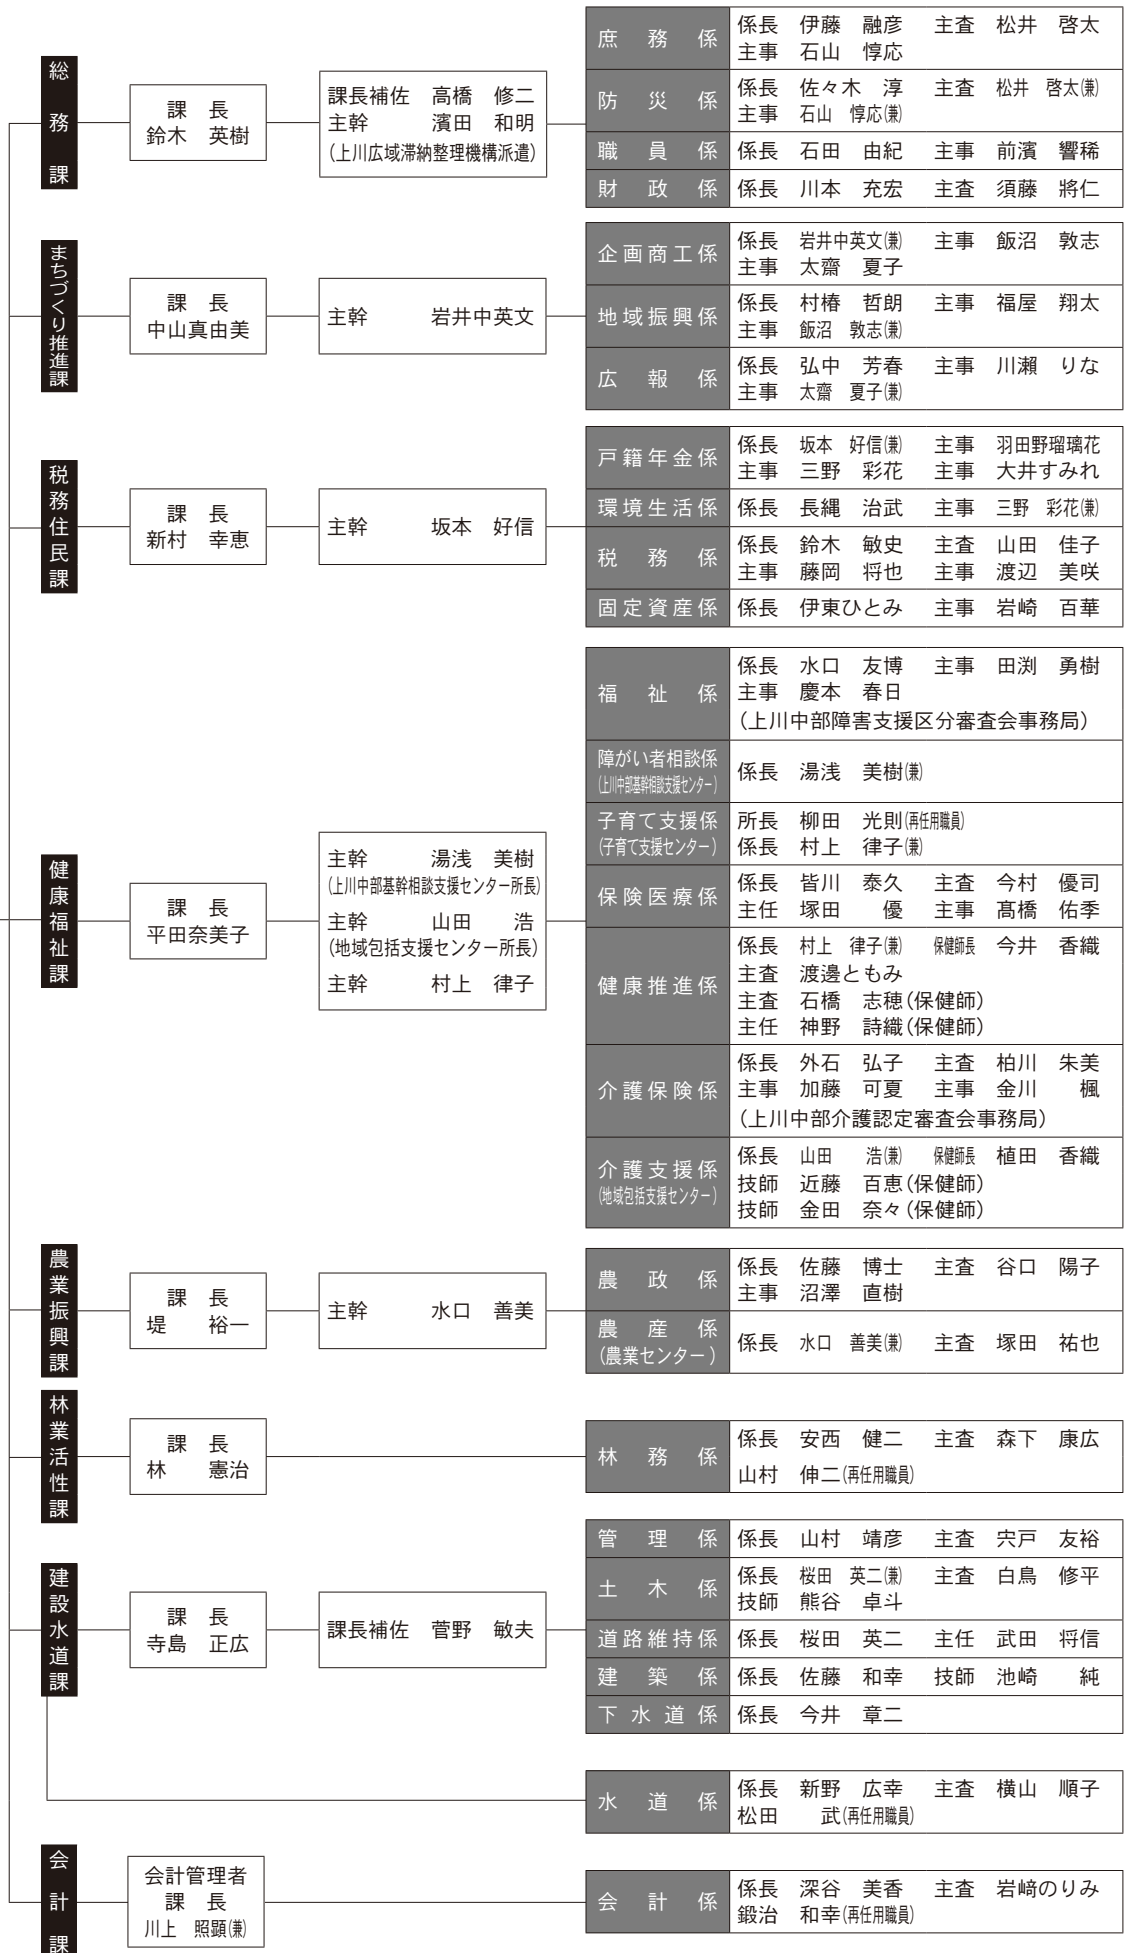 総務課
課　長
鈴木　英樹
課長補佐　高橋　修二
主幹　濱田　和明
（上川広域滞納整理機構派遣）
庶務係
係長　伊藤　融彦　主査　松井　啓太
主事　石山　惇応
防災係
係長　佐々木　淳　主査　松井　啓太㈱
主事　石山　惇応(兼)
職員係
係長　石田　由紀　主事　前濱　響稀
財政係
係長　川本　充宏　主査　須藤　將仁
まちづくり推進課
課　長
中山真由美
主幹　岩井中英文
企画商工係
係長　岩井中英文(兼)　主事　飯沼　敦志
主事　太齋　夏子
地域振興係
係長　村椿　哲朗　主事　福屋　翔太
主事　飯沼　敦志(兼)
広報係
係長　弘中　芳春　主事　川瀨　りな
主事　太齋　夏子(兼)
税務住民課
課　長
新村　幸恵
主幹　坂本　好信
戸籍年金係
係長　坂本　好信(兼)　主事　羽田野瑠璃花
主事　三野　彩花　主事　大井すみれ
環境生活係
係長　長縄　治武　主事　三野　彩花(兼)
税務係
係長　鈴木　敏史　主査　山田　佳子
主事　藤岡　将也　主事　渡辺　美咲
固定資産係
係長　伊東ひとみ　主事　岩崎　百華
健康福祉課
課　長
平田奈美子
主幹　湯浅　美樹
（上川中部基幹相談支援センター所長）
主幹　山田　浩
（地域包括支援センター所長）
主幹　村上　律子
福祉係
係長　水口　友博　主事　田渕　勇樹
主事　慶本　春日
（上川中部障害支援区分審査会事務局）
障がい者相談係
（上川中部基幹相談支援センター）
係長　湯浅　美樹(兼)
子育て支援係
（子育て支援センター）
所長　柳田　光則(再任用職員)
係長　村上　律子(兼)
保険医療係
係長　皆川　泰久　主査　今村　優司
主任　塚田　優　主事　髙橋　佑季
健康推進係
係長　村上　律子(兼)　保健師長　今井　香織
主査　渡邊ともみ
主査　石橋　志穂（保健師）
主任　神野　詩織（保健師）
介護保険係
係長　外石　弘子　主査　柏川　朱美
主事　加藤　可夏　主事　金川　楓
（上川中部介護認定審査会事務局）
介護支援係
（地域包括支援センター）
係長　山田　浩(兼)　保健師長　植田　香織
技師　近藤　百恵（保健師）
技師　金田　奈々（保健師）
農業振興課
課　長
堤　裕一
主幹　水口　善美
農政係
係長　佐藤　博士　主査　谷口　陽子
主事　沼澤　直樹
農産係
（農業センター）
係長　水口　善美(兼)　主査　塚田　祐也
林業活性課
課　長
林　憲治
林務係
係長　安西　健二　主査　森下　康広
山村　伸二(再任用職員)
建設水道課
課　長
寺島　正広
課長補佐　菅野　敏夫
管理係
係長　山村　靖彦　主査　宍戸　友裕
土木係
係長　桜田　英二(兼)　主査　白鳥　修平
技師　熊谷　卓斗
道路維持係
係長　桜田　英二　主任　武田　将信
建築係
係長　佐藤　和幸　技師　池崎　純
下水道係
係長　今井　章二
水道係
係長　新野　広幸　主査　横山　順子
松田　武(再任用職員)
会計課
会計管理者
課　長
川上　照顕(兼)
会計係
係長　深谷　美香　主査　岩﨑のりみ
鍛治　和幸(再任用職員)